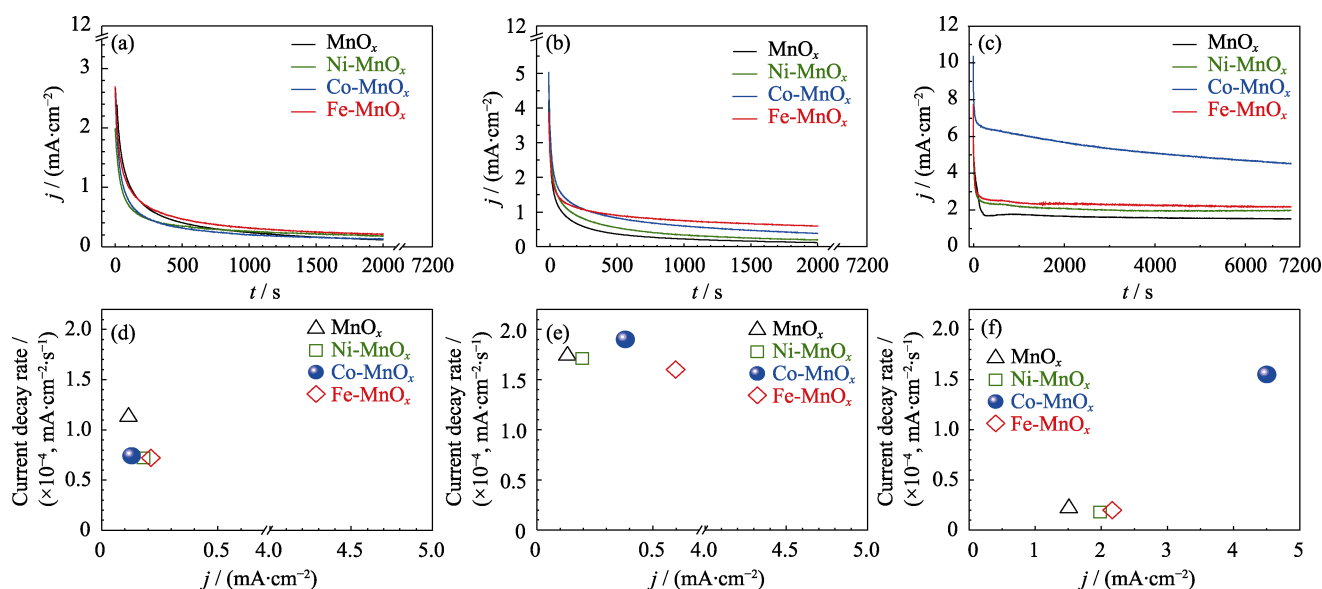 12
(a)
MnOₓ
Ni-MnOₓ
Co-MnOₓ
Fe-MnOₓ
3
2
1
0
j / (mA·cm⁻²)
0 500 1000 1500 2000 7200
t / s
12
(b)
MnOₓ
Ni-MnOₓ
Co-MnOₓ
Fe-MnOₓ
5
4
3
2
1
0
j / (mA·cm⁻²)
0 500 1000 1500 2000 7200
t / s
12
(c)
MnOₓ
Ni-MnOₓ
Co-MnOₓ
Fe-MnOₓ
10
8
6
4
2
0
j / (mA·cm⁻²)
0 2000 4000 6000 7200
t / s
(d)
MnOₓ
Ni-MnOₓ
Co-MnOₓ
Fe-MnOₓ
2.0
1.5
1.0
0.5
0
Current decay rate /
(×10⁻⁴, mA·cm⁻²·s⁻¹)
0 0.5 4.0 4.5 5.0
j / (mA·cm⁻²)
(e)
MnOₓ
Ni-MnOₓ
Co-MnOₓ
Fe-MnOₓ
2.0
1.5
1.0
0.5
0
Current decay rate /
(×10⁻⁴, mA·cm⁻²·s⁻¹)
0 0.5 4.0 4.5 5.0
j / (mA·cm⁻²)
(f)
MnOₓ
Ni-MnOₓ
Co-MnOₓ
Fe-MnOₓ
2.0
1.5
1.0
0.5
0
Current decay rate /
(×10⁻⁴, mA·cm⁻²·s⁻¹)
0 1 2 3 4 5
j / (mA·cm⁻²)